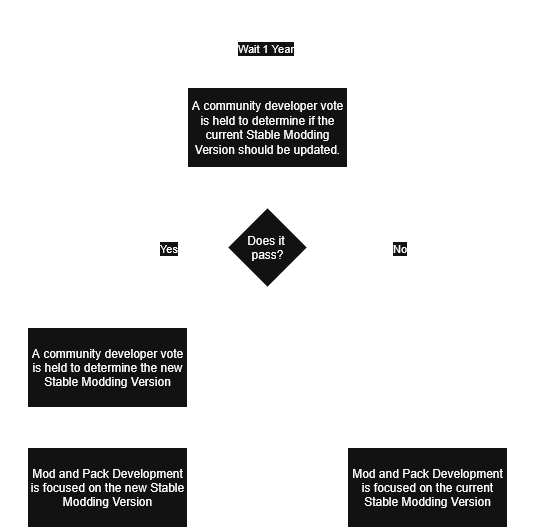 Wait 1 Year
A community developer vote
is held to determine if the
current Stable Modding
Version should be updated.
Does it
pass?
Yes
No
A community developer vote
is held to determine the new
Stable Modding Version
Mod and Pack Development
is focused on the new Stable
Modding Version
Mod and Pack Development
is focused on the current
Stable Modding Version